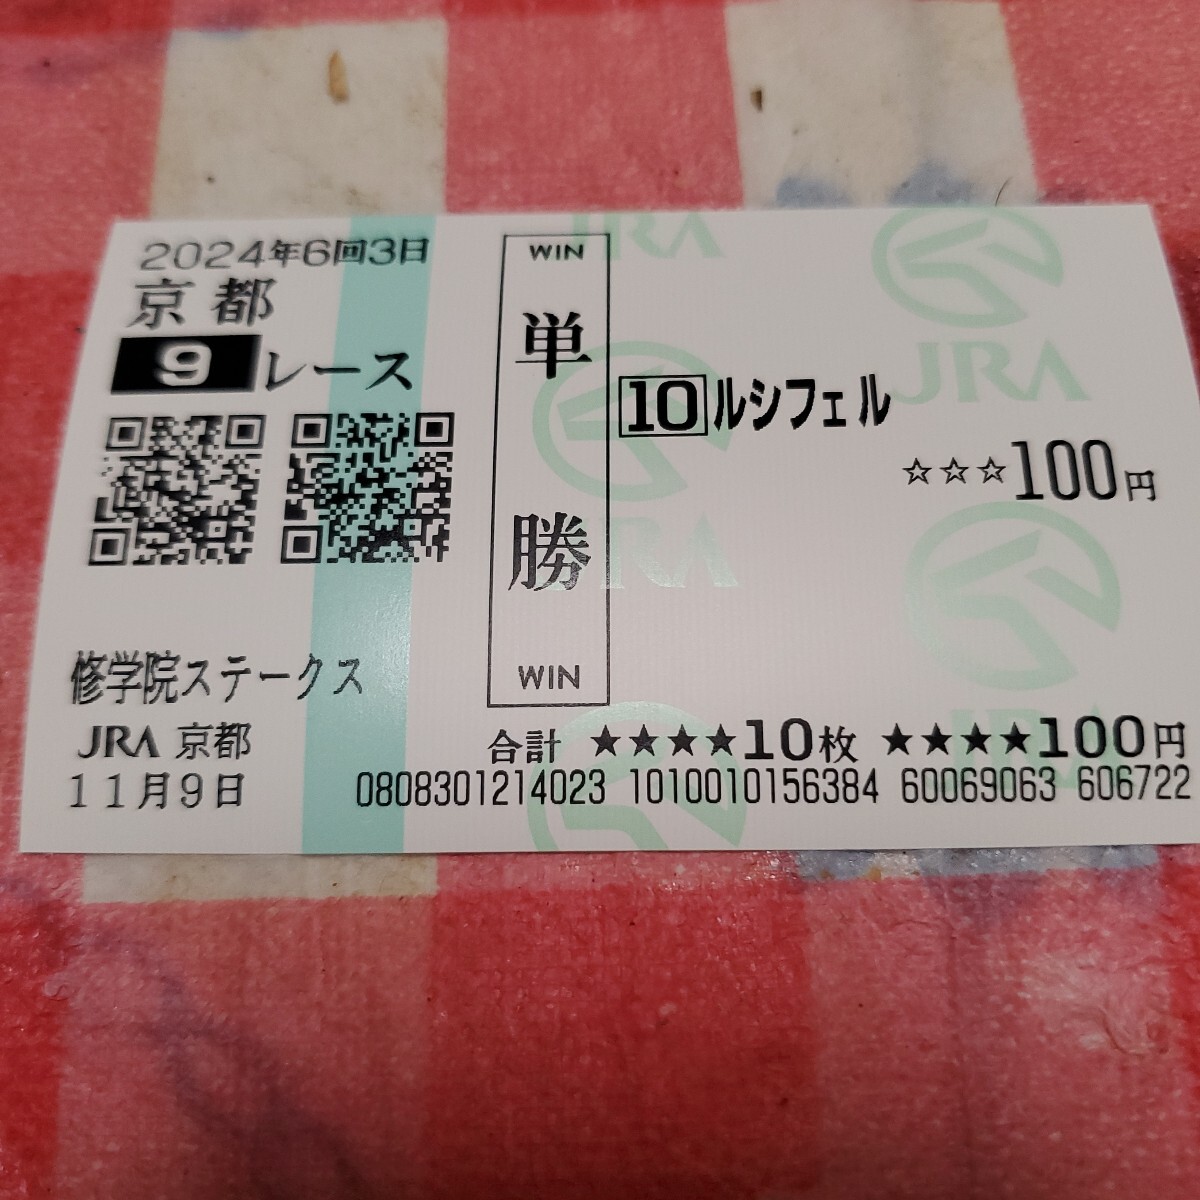 2024年6回3日
京都
9レース
修学院ステークス
JRA 京都
11月9日
WIN
単勝
WIN
10 ルシフェル
☆☆☆100円
合計 ★★★★10枚 ★★★★100円
0808301214023 1010010156384 60069063 606722
JRA
JRA
JRA
JRA